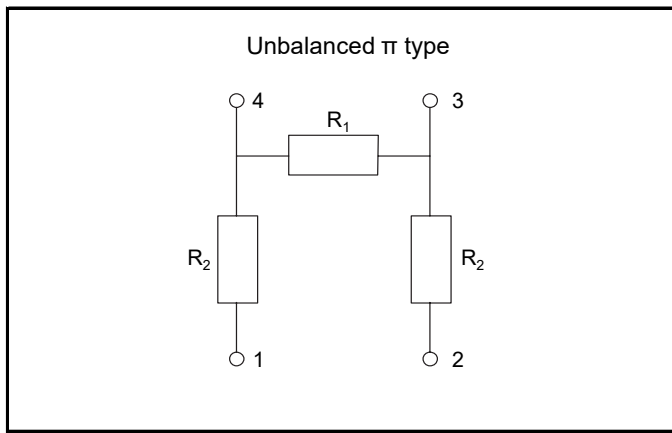 Unbalanced π type
4 3
R₁
R₂ R₂
1 2